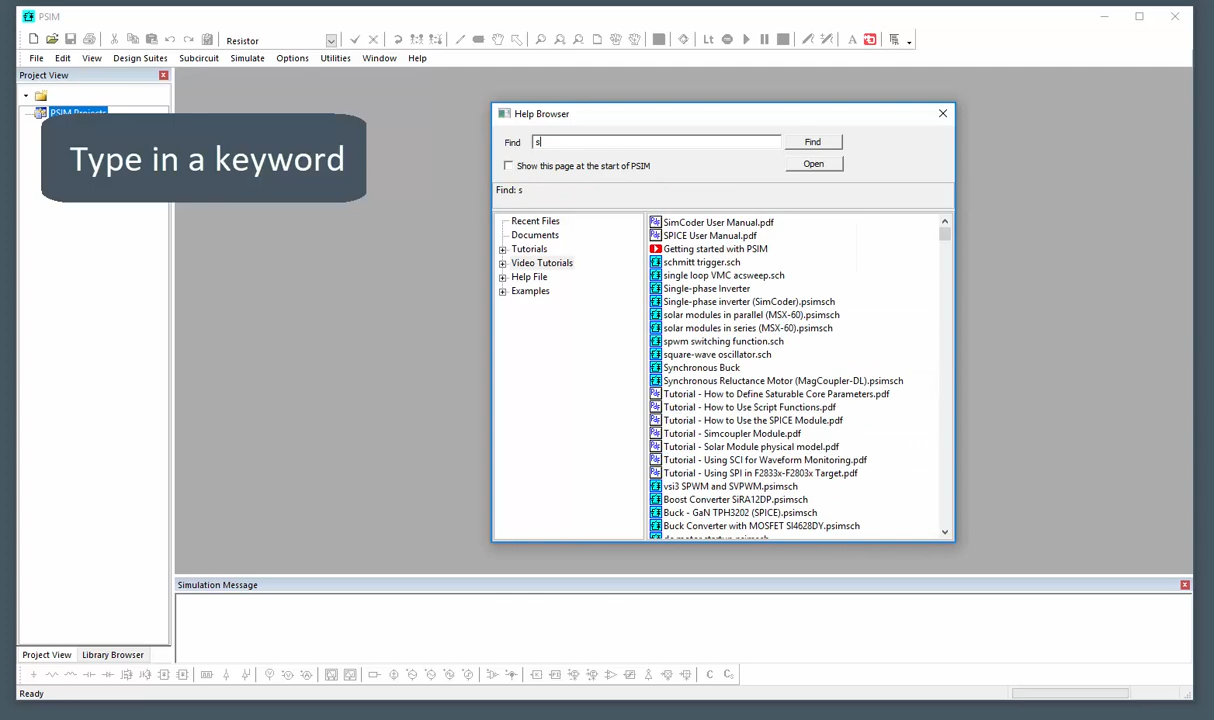 PSIM
Resistor
Lt
A
File Edit View Design Suites Subcircuit Simulate Options Utilities Window Help
Project View
PSIM Projects
Type in a keyword
Help Browser
Find s Find
Show this page at the start of PSIM Open
Find: s
Recent Files
Documents
Tutorials
Video Tutorials
Help File
Examples
SimCoder User Manual.pdf
SPICE User Manual.pdf
Getting started with PSIM
schmitt trigger.sch
single loop VMC acsweep.sch
Single-phase Inverter
Single-phase inverter (SimCoder).psimsch
solar modules in parallel (MSX-60).psimsch
solar modules in series (MSX-60).psimsch
spwm switching function.sch
square-wave oscillator.sch
Synchronous Buck
Synchronous Reluctance Motor (MagCoupler-DL).psimsch
Tutorial - How to Define Saturable Core Parameters.pdf
Tutorial - How to Use Script Functions.pdf
Tutorial - How to Use the SPICE Module.pdf
Tutorial - Simcoupler Module.pdf
Tutorial - Solar Module physical model.pdf
Tutorial - Using SCI for Waveform Monitoring.pdf
Tutorial - Using SPI in F2833x-F2803x Target.pdf
vsi3 SPWM and SVPWM.psimsch
Boost Converter SiRA12DP.psimsch
Buck - GaN TPH3202 (SPICE).psimsch
Buck Converter with MOSFET SI4628DY.psimsch
Simulation Message
Project View Library Browser
C Cs
Ready